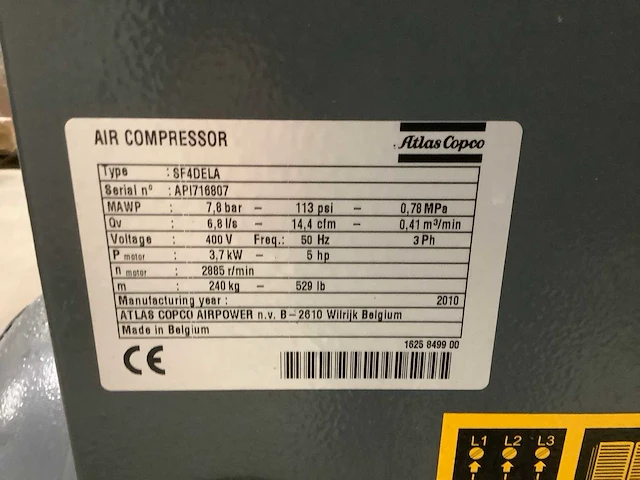 AIR COMPRESSOR
Atlas Copco
Type : SF4DELA
Serial n° : API716807
MAWP : 7,8 bar – 113 psi – 0,78 MPa
Qv : 6,8 l/s – 14,4 cfm – 0,41 m³/min
Voltage : 400 V Freq.: 50 Hz 3 Ph
P motor : 3,7 kW – 5 hp
n motor : 2885 r/min
m : 240 kg – 529 lb
Manufacturing year : 2010
ATLAS COPCO AIRPOWER n.v. B – 2610 Wilrijk Belgium
Made in Belgium
CE
1625 8499 00
L1 L2 L3